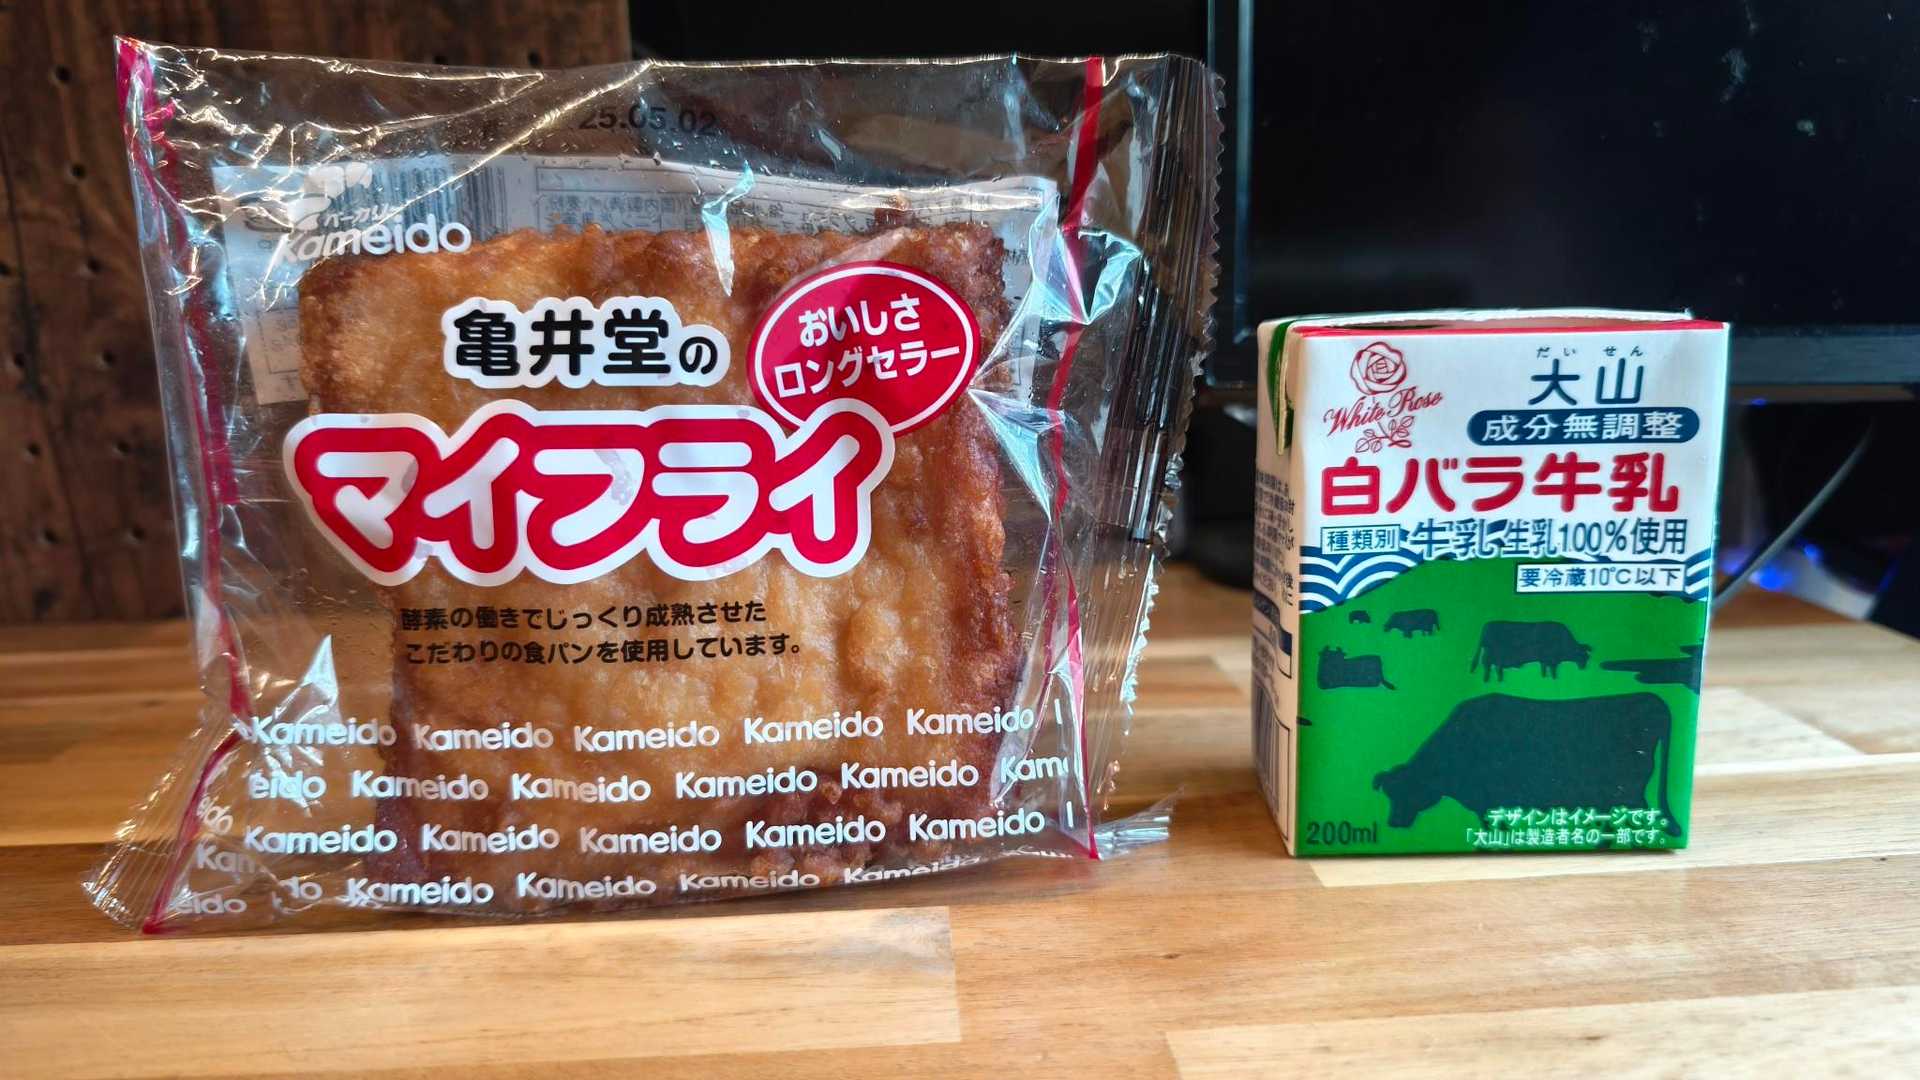 25.05.02
ベーカリー
Kameido
亀井堂の
おいしさ
ロングセラー
マイフライ
酵素の働きでじっくり成熟させた
こだわりの食パンを使用しています。
Kameido Kameido Kameido Kameido Kameido
eido Kameido Kameido Kameido Kameido Kame
Kameido Kameido Kameido Kameido Kameido
eido Kameido Kameido Kameido Kameido
White Rose
だいせん
大山
成分無調整
白バラ牛乳
種類別 牛乳 生乳100%使用
要冷蔵10℃以下
デザインはイメージです。
200ml 「大山」は製造者名の一部です。